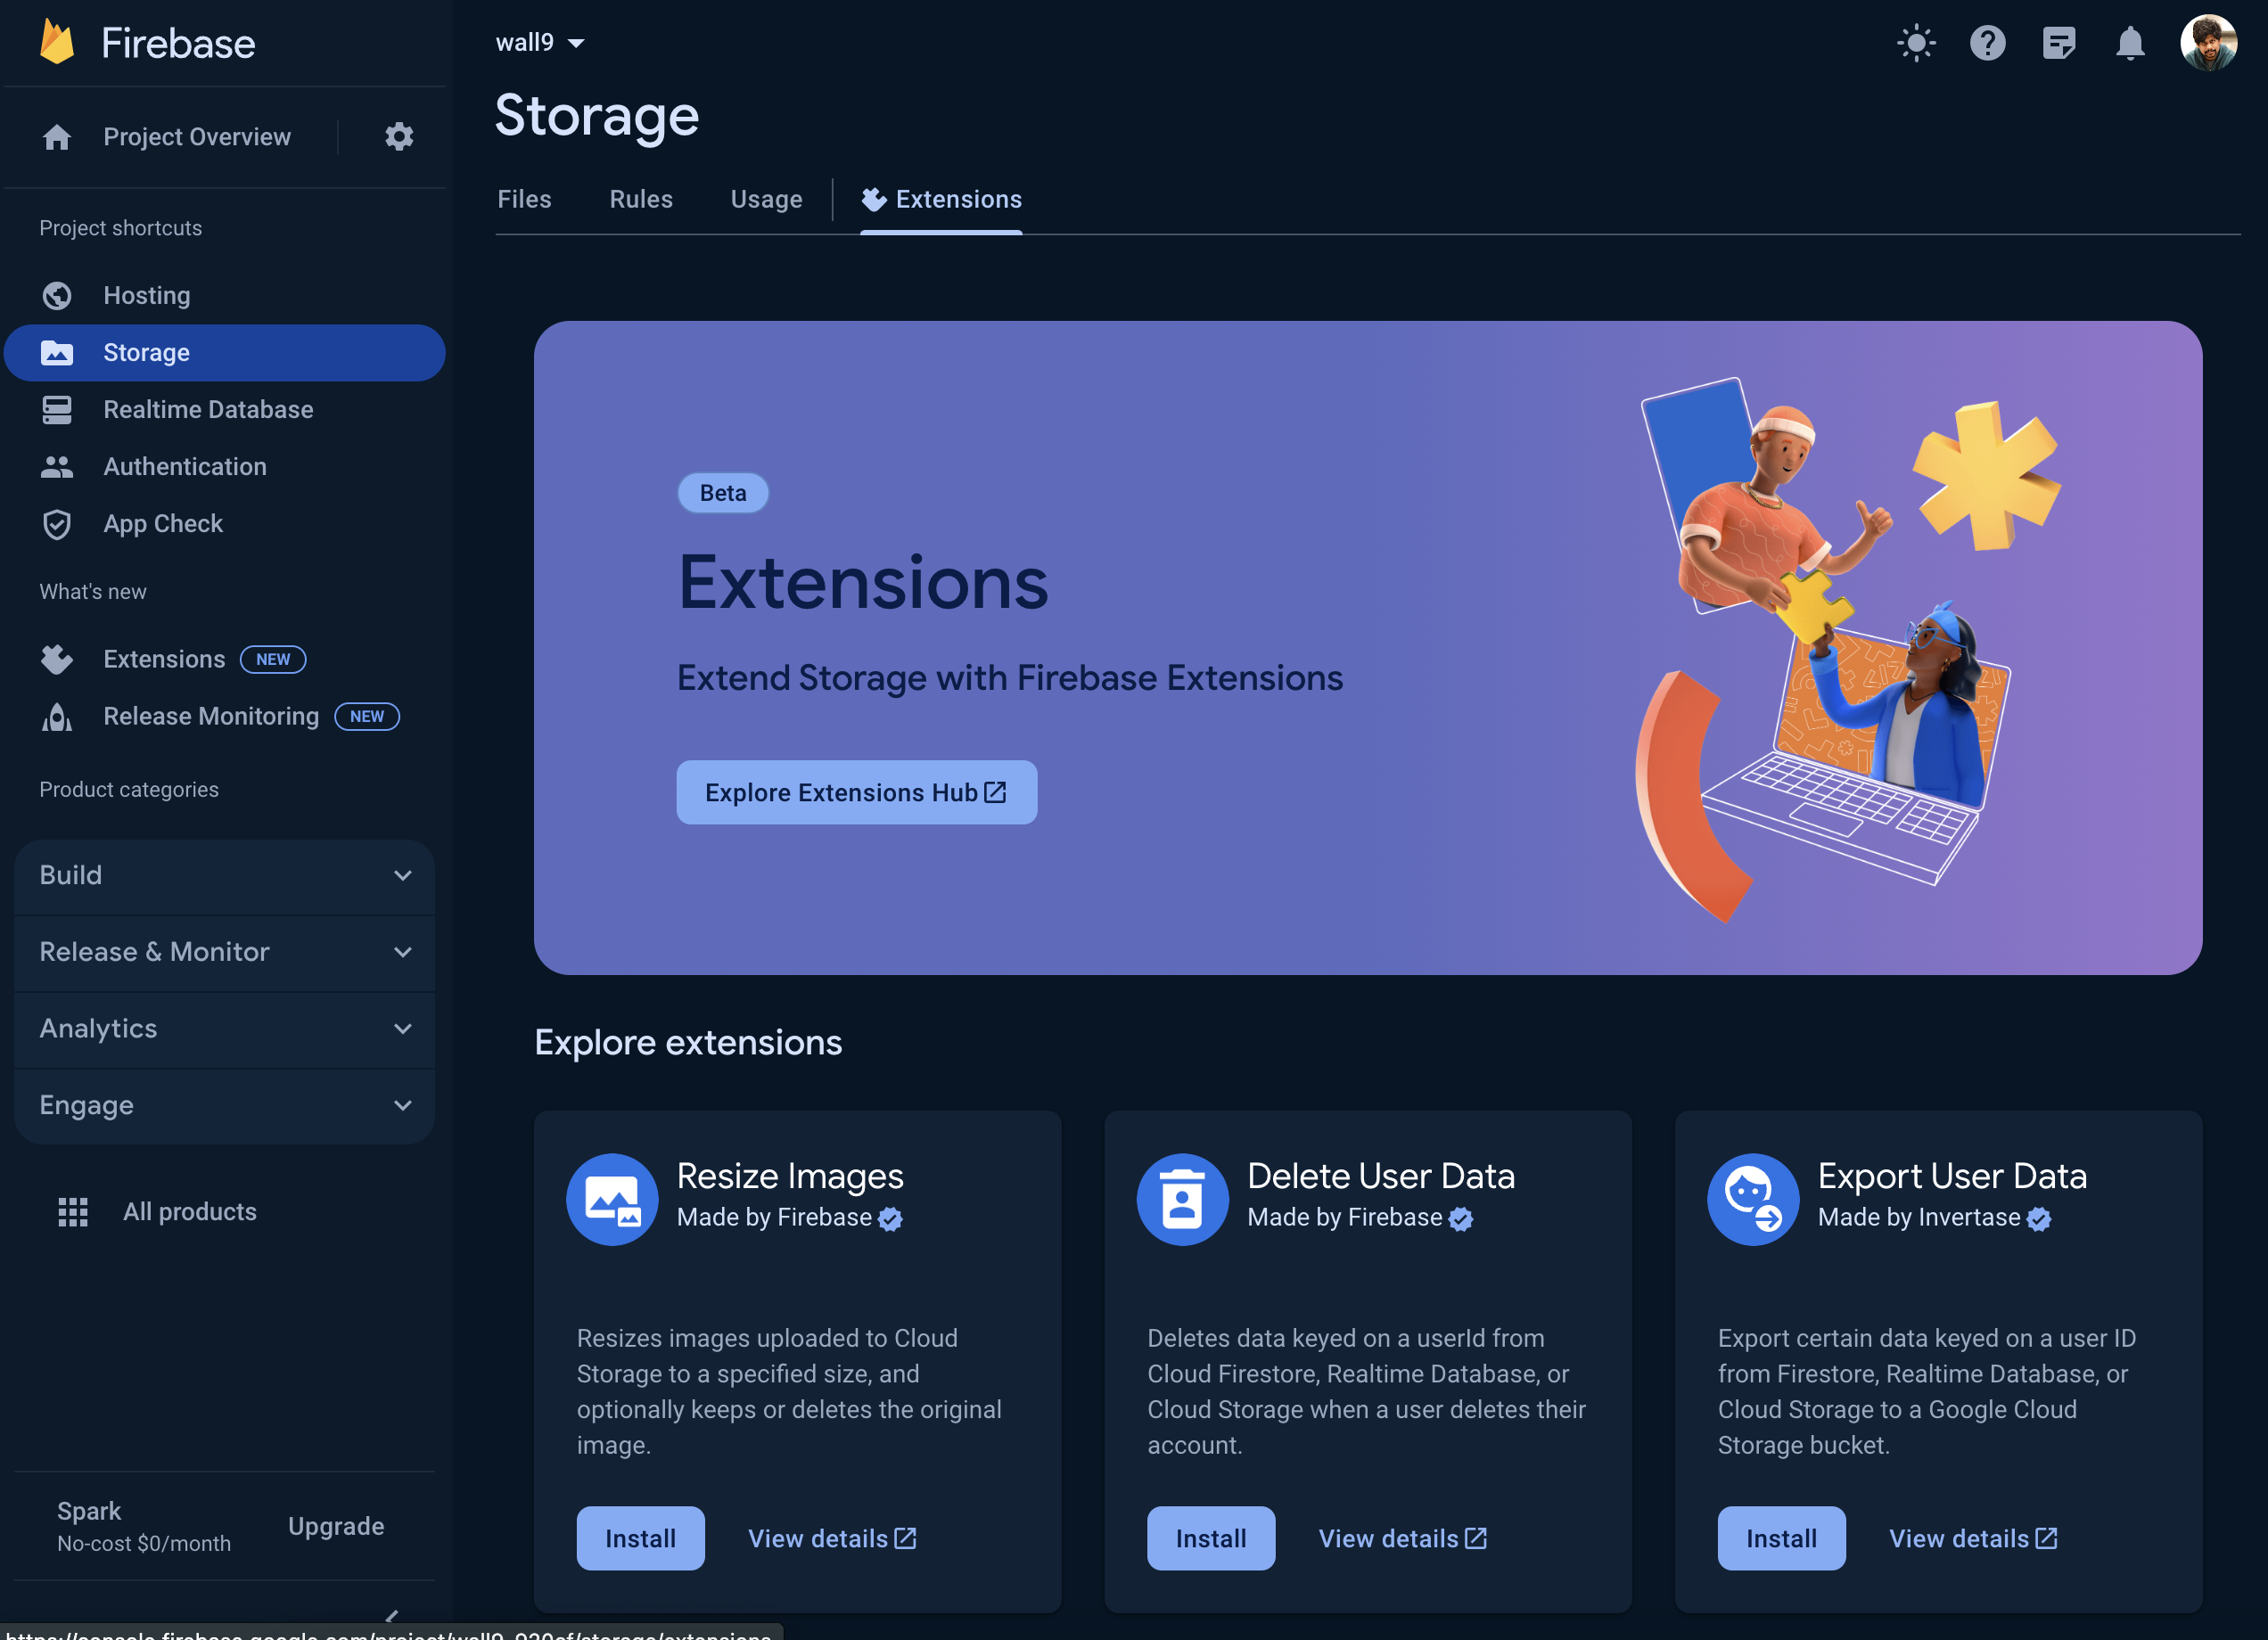 Firebase
Project Overview
Project shortcuts
Hosting
Storage
Realtime Database
Authentication
App Check
What's new
Extensions NEW
Release Monitoring NEW
Product categories
Build
Release & Monitor
Analytics
Engage
All products
Spark
No-cost $0/month
Upgrade
wall9
Storage
Files Rules Usage Extensions
Beta
Extensions
Extend Storage with Firebase Extensions
Explore Extensions Hub
Explore extensions
Resize Images
Made by Firebase
Resizes images uploaded to Cloud
Storage to a specified size, and
optionally keeps or deletes the original
image.
Install View details
Delete User Data
Made by Firebase
Deletes data keyed on a userId from
Cloud Firestore, Realtime Database, or
Cloud Storage when a user deletes their
account.
Install View details
Export User Data
Made by Invertase
Export certain data keyed on a user ID
from Firestore, Realtime Database, or
Cloud Storage to a Google Cloud
Storage bucket.
Install View details